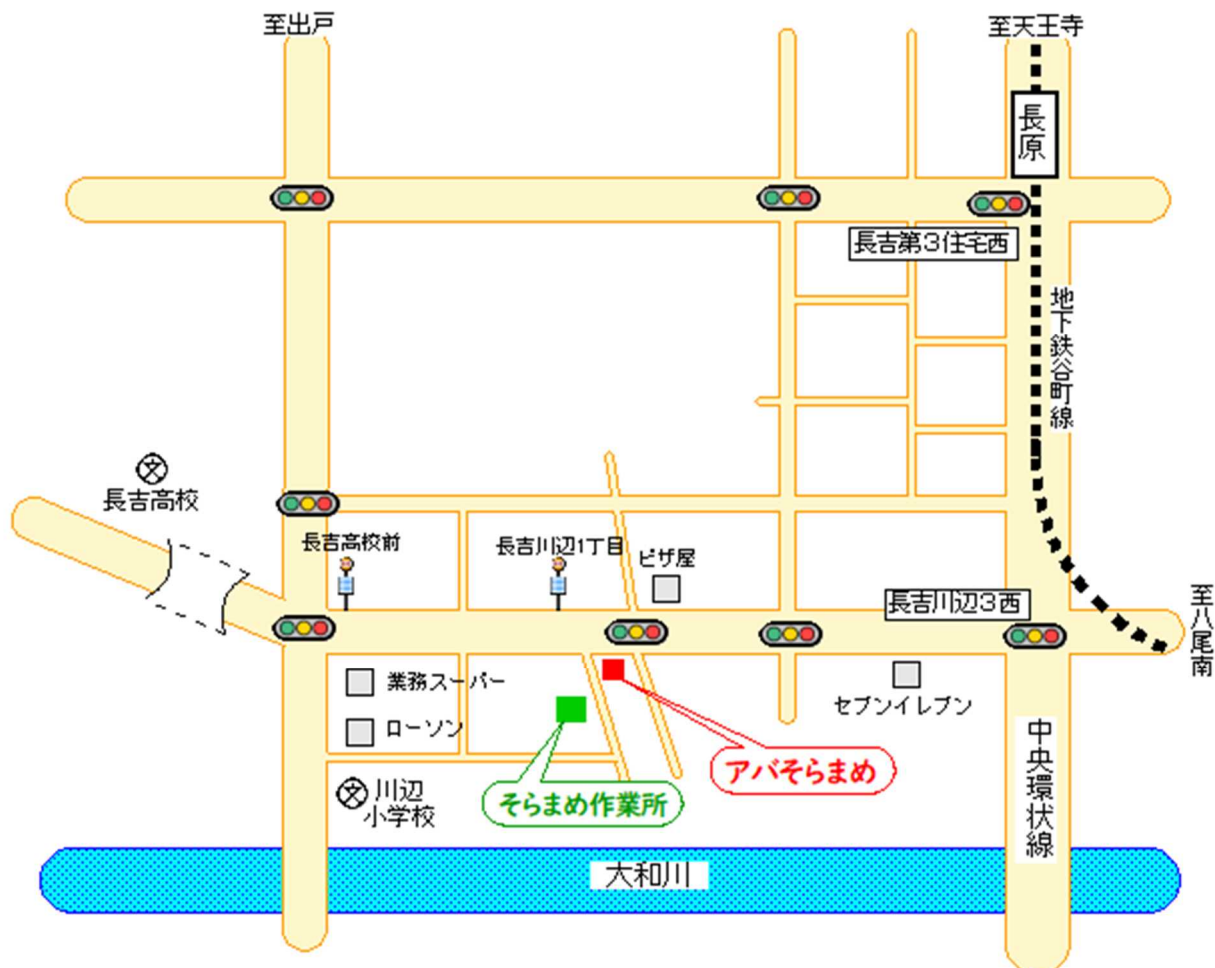 至出戸
至天王寺
長原
長吉第3住宅西
地下鉄谷町線
文
長吉高校
長吉高校前
長吉川辺1丁目
ピザ屋
長吉川辺3西
至八尾南
業務スーパー
セブンイレブン
ローソン
中央環状線
アバそらまめ
そらまめ作業所
文
川辺
小学校
大和川